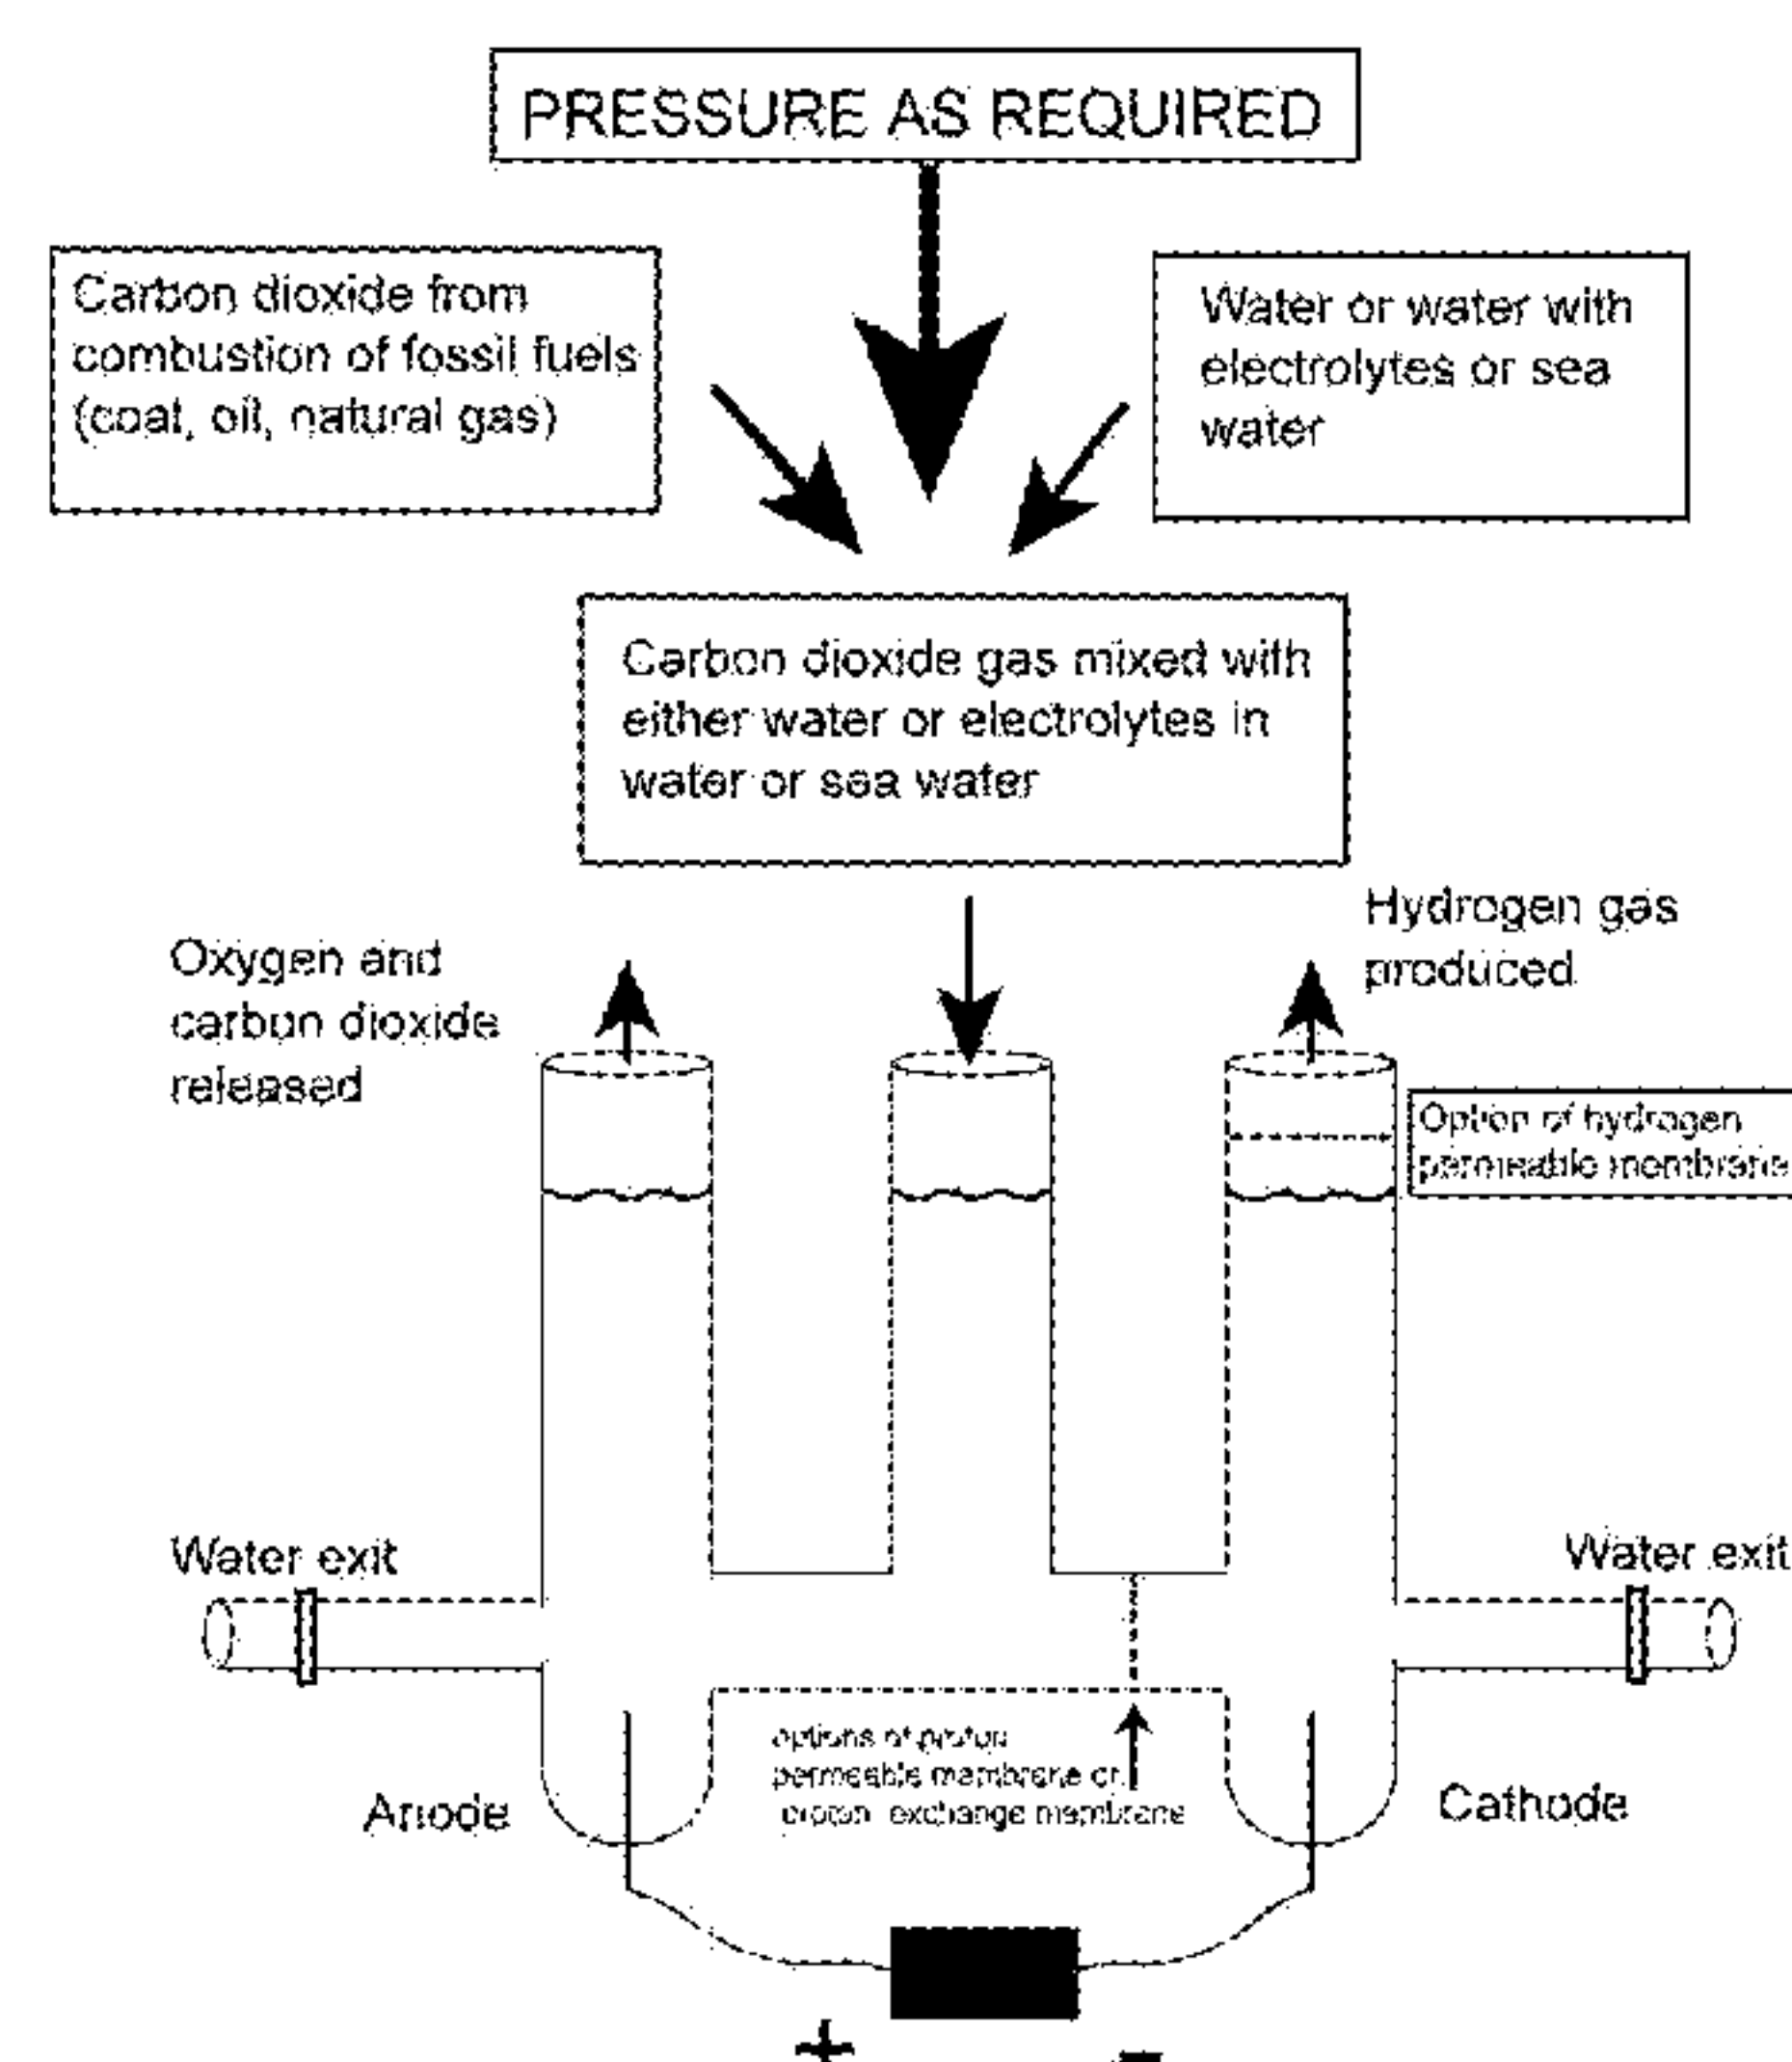 PRESSURE AS REQUIRED
Carbon dioxide from
combustion of fossil fuels
(coal, oil, natural gas)
Water or water with
electrolytes or sea
water
Carbon dioxide gas mixed with
either water or electrolytes in
water or sea water
Oxygen and
carbon dioxide
released
Hydrogen gas
produced
Option of hydrogen
permeable membrane
Water exit
Water exit
options of proton
permeable membrane or
proton exchange membrane
Anode
Cathode
+
-